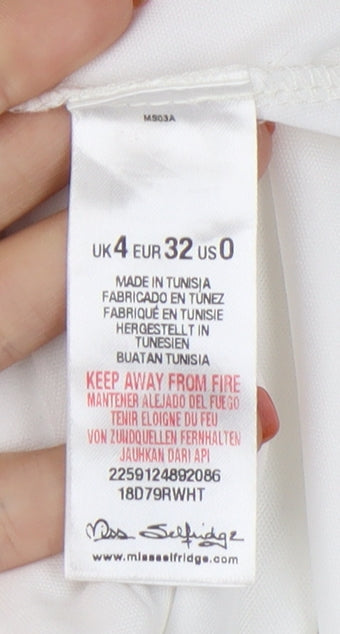 MS03A
UK 4 EUR 32 US 0
MADE IN TUNISIA
FABRICADO EN TÚNEZ
FABRIQUÉ EN TUNISIE
HERGESTELLT IN
TUNESIEN
BUATAN TUNISIA
KEEP AWAY FROM FIRE
MANTENER ALEJADO DEL FUEGO
TENIR ELOIGNE DU FEU
VON ZUNDQUELLEN FERNHALTEN
JAUHKAN DARI API
2259124892086
18D79RWHT
Miss Selfridge
www.missselfridge.com